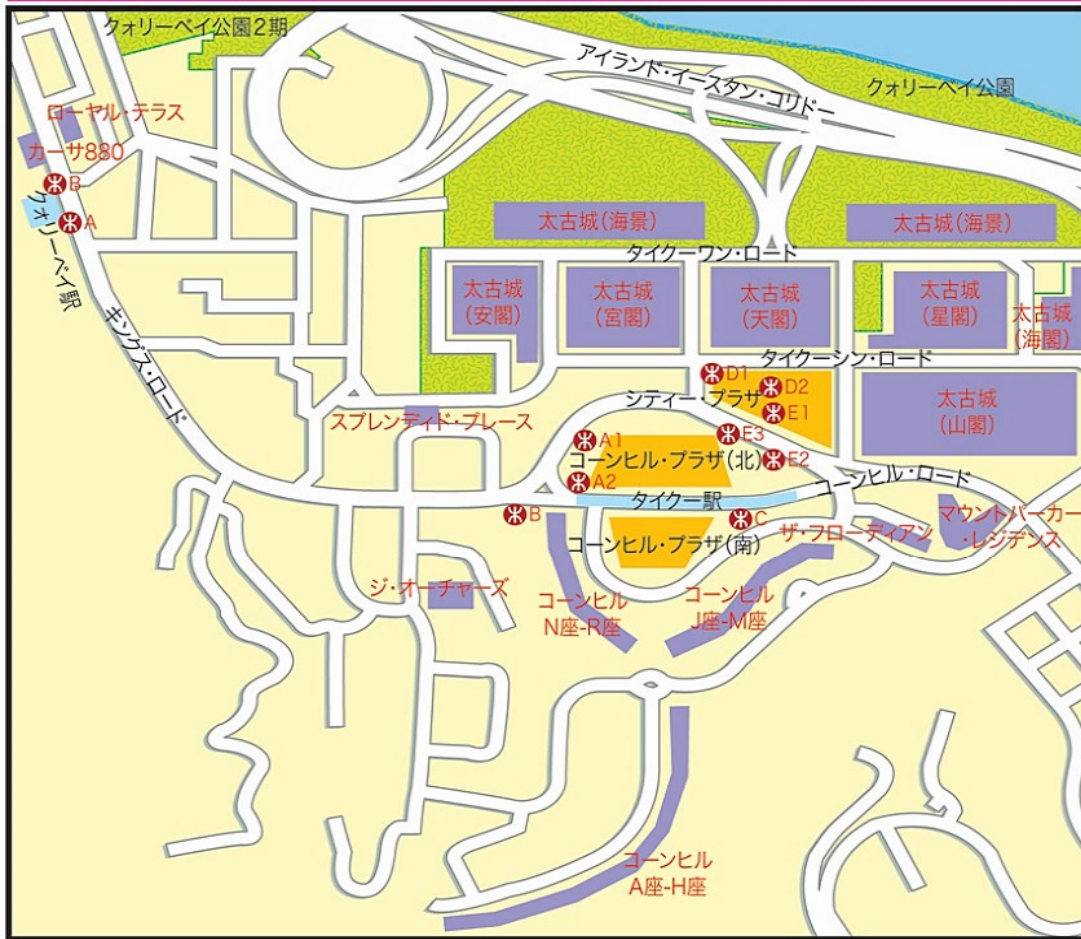 クォリーベイ公園2期
アイランド・イースタン・コリドー
クォリーベイ公園
ローヤル・テラス
カーサ880
B
A
クォリーベイ駅
キングス・ロード
太古城(海景)
太古城(海景)
タイクーワン・ロード
太古城
(安閣)
太古城
(宮閣)
太古城
(天閣)
太古城
(星閣)
太古城
(海閣)
タイクーシン・ロード
D1
D2
シティー・プラザ
E1
太古城
(山閣)
スプレンディド・プレース
A1
E3
コーンヒル・プラザ(北)
E2
A2
タイクー駅
コーンヒル・ロード
B
C
コーンヒル・プラザ(南)
ザ・フローディアン
マウントパーカー
・レジデンス
ジ・オーチャーズ
コーンヒル
N座-R座
コーンヒル
J座-M座
コーンヒル
A座-H座